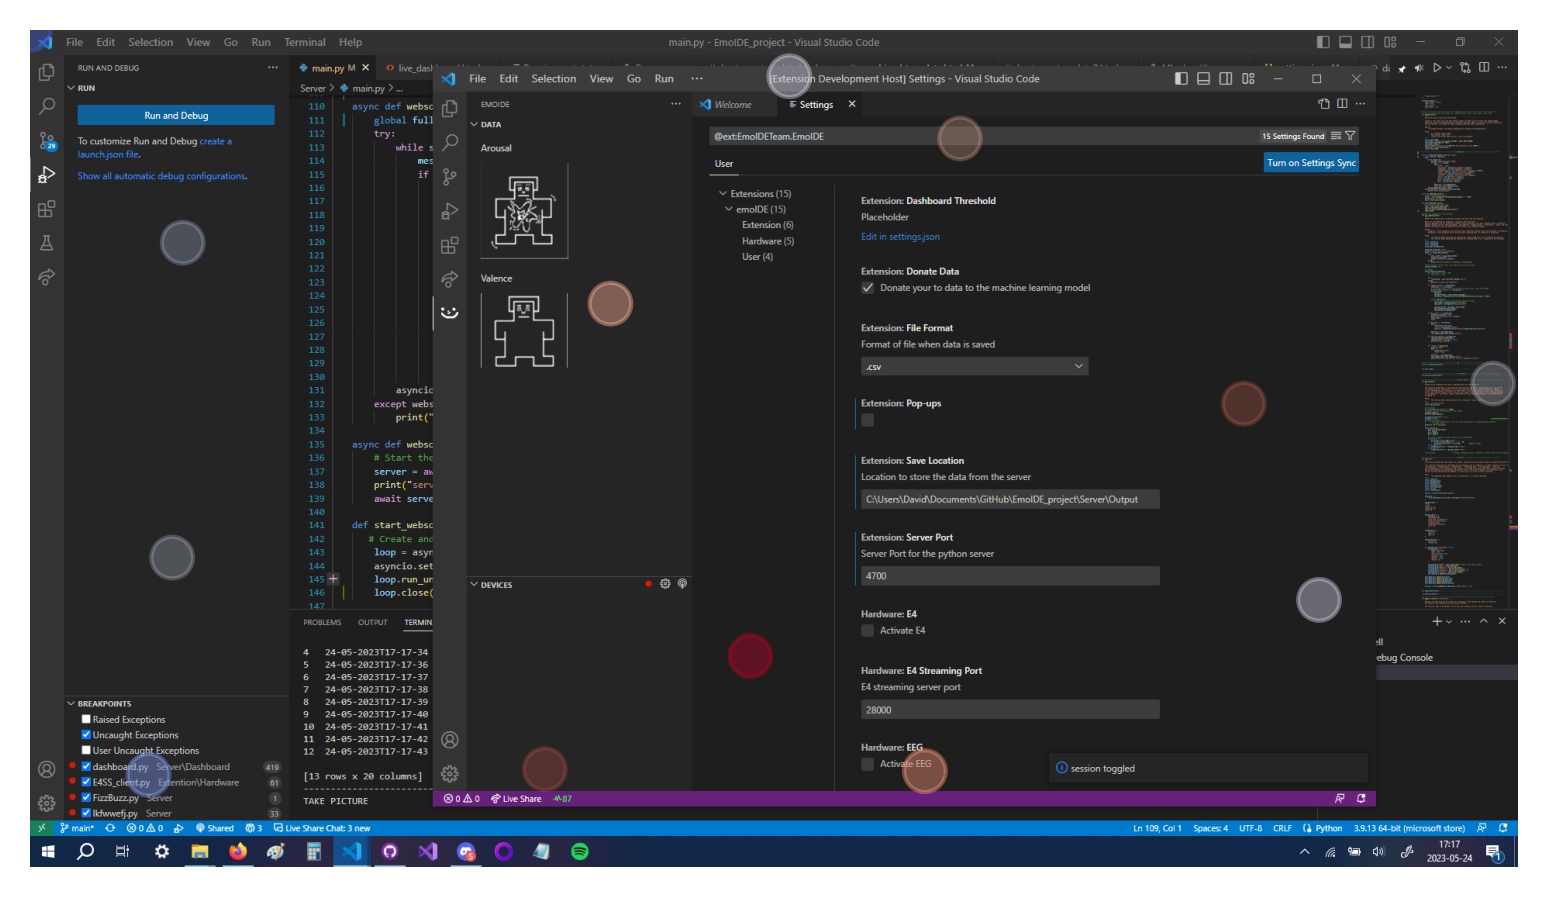 File Edit Selection View Go Run Terminal Help
main.py - EmoIDE_project - Visual Studio Code
RUN AND DEBUG
RUN
Run and Debug
To customize Run and Debug create a
launch.json file.
Show all automatic debug configurations.
29
BREAKPOINTS
Raised Exceptions
Uncaught Exceptions
User Uncaught Exceptions
dashboard.py Server\Dashboard 419
E4SS_client.py Extention\Hardware 61
FizzBuzz.py Server 1
lkfwwefj.py Server 33
main.py M
live_das
Server > main.py > ...
110 async def websc
111 global full
112 try:
113 while s
114 mes
115 if
116
117
118
119
120
121
122
123
124
125
126
127
128
129
130
131 asyncio
132 except webs
133 print("
134
135 async def websc
136 # Start the
137 server = aw
138 print("serv
139 await serve
140
141 def start_websc
142 # Create and
143 loop = asyn
144 asyncio.set
145 loop.run_un
146 loop.close(
147
PROBLEMS OUTPUT TERMIN
4 24-05-2023T17-17-34
5 24-05-2023T17-17-36
6 24-05-2023T17-17-37
7 24-05-2023T17-17-38
8 24-05-2023T17-17-39
9 24-05-2023T17-17-40
10 24-05-2023T17-17-41
11 24-05-2023T17-17-42
12 24-05-2023T17-17-43
[13 rows x 20 columns]
TAKE PICTURE
File Edit Selection View Go Run ...
[Extension Development Host] Settings - Visual Studio Code
EMOIDE
DATA
Arousal
Valence
DEVICES
Welcome
Settings
@ext:EmoIDETeam.EmoIDE
15 Settings Found
User
Turn on Settings Sync
Extensions (15)
emoIDE (15)
Extension (6)
Hardware (5)
User (4)
Extension: Dashboard Threshold
Placeholder
Edit in settings.json
Extension: Donate Data
Donate your to data to the machine learning model
Extension: File Format
Format of file when data is saved
.csv
Extension: Pop-ups
Extension: Save Location
Location to store the data from the server
C:\Users\David\Documents\GitHub\EmoIDE_project\Server\Output
Extension: Server Port
Server Port for the python server
4700
Hardware: E4
Activate E4
Hardware: E4 Streaming Port
E4 streaming server port
28000
Hardware: EEG
Activate EEG
session toggled
0 0 Live Share 87
ell
ebug Console
main* 0 0 Shared 3 Live Share Chat: 3 new
Ln 109, Col 1 Spaces: 4 UTF-8 CRLF Python 3.9.13 64-bit (microsoft store)
17:17
2023-05-24
1